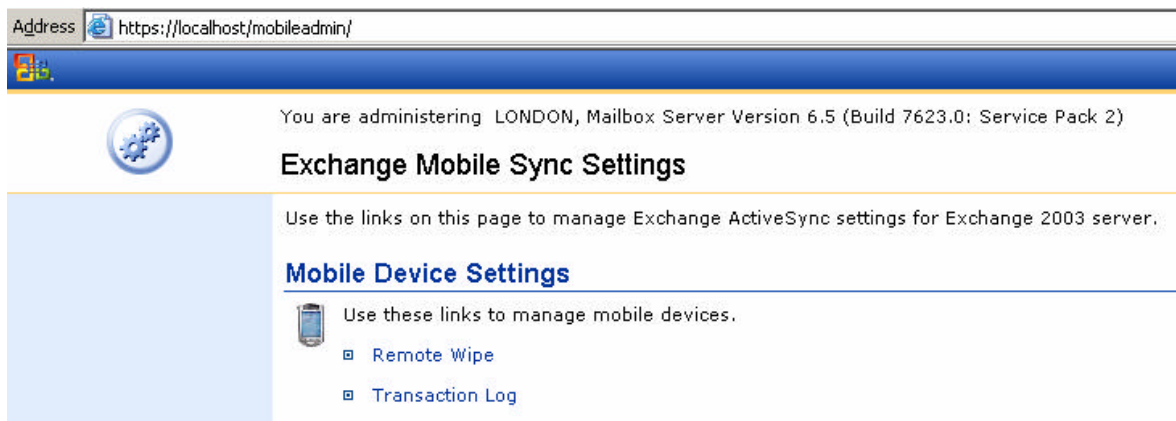 Address https://localhost/mobileadmin/
You are administering LONDON, Mailbox Server Version 6.5 (Build 7623.0: Service Pack 2)
Exchange Mobile Sync Settings
Use the links on this page to manage Exchange ActiveSync settings for Exchange 2003 server.
Mobile Device Settings
Use these links to manage mobile devices.
Remote Wipe
Transaction Log